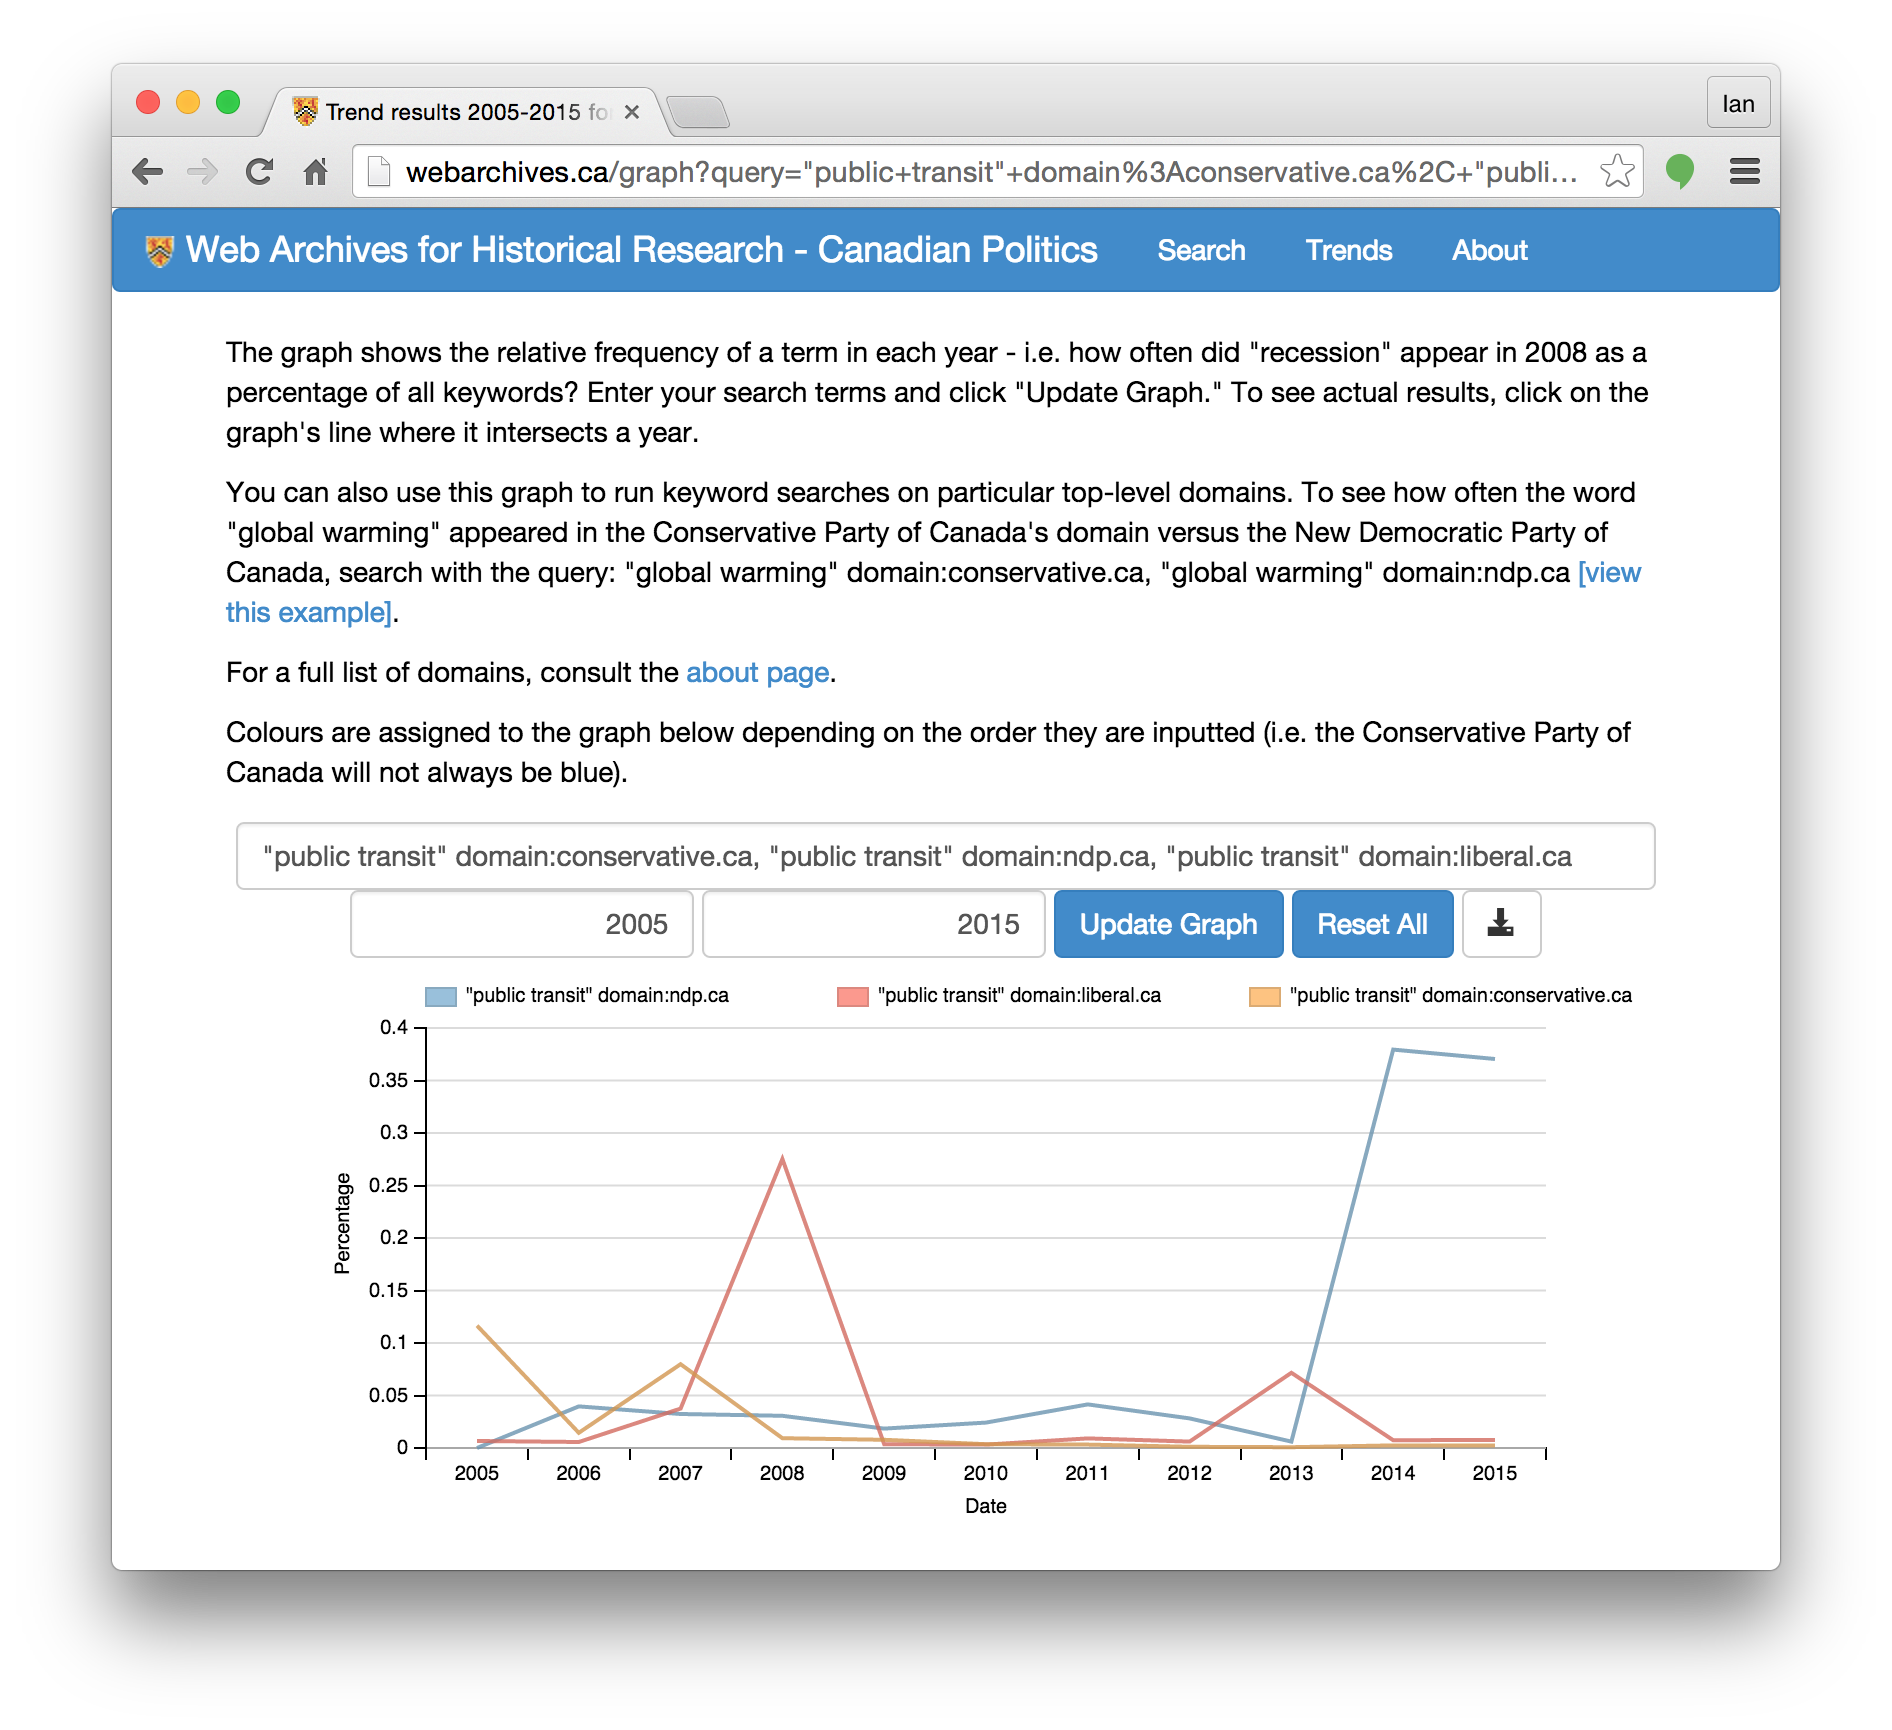 Trend results 2005-2015 fo
Ian
webarchives.ca/graph?query="public+transit"+domain%3Aconservative.ca%2C+"publi...
Web Archives for Historical Research - Canadian Politics Search Trends About
The graph shows the relative frequency of a term in each year - i.e. how often did "recession" appear in 2008 as a
percentage of all keywords? Enter your search terms and click "Update Graph." To see actual results, click on the
graph's line where it intersects a year.
You can also use this graph to run keyword searches on particular top-level domains. To see how often the word
"global warming" appeared in the Conservative Party of Canada's domain versus the New Democratic Party of
Canada, search with the query: "global warming" domain:conservative.ca, "global warming" domain:ndp.ca [view
this example].
For a full list of domains, consult the about page.
Colours are assigned to the graph below depending on the order they are inputted (i.e. the Conservative Party of
Canada will not always be blue).
"public transit" domain:conservative.ca, "public transit" domain:ndp.ca, "public transit" domain:liberal.ca
2005 2015 Update Graph Reset All
"public transit" domain:ndp.ca "public transit" domain:liberal.ca "public transit" domain:conservative.ca
0.4
0.35
0.3
0.25
0.2
0.15
0.1
0.05
0
Percentage
2005 2006 2007 2008 2009 2010 2011 2012 2013 2014 2015
Date